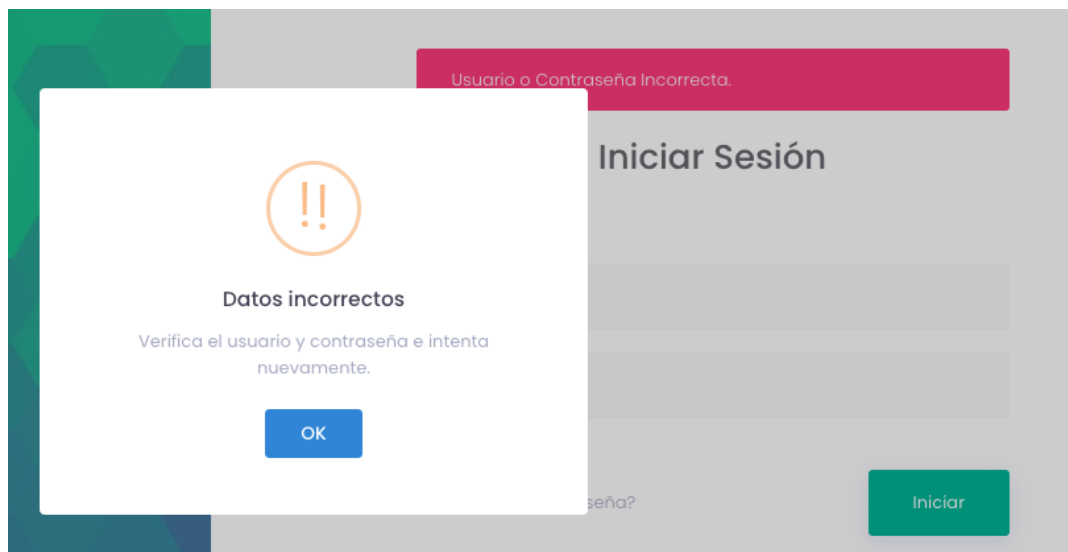 Usuario o Contraseña Incorrecta.
Iniciar Sesión
!!
Datos incorrectos
Verifica el usuario y contraseña e intenta
nuevamente.
OK
seña?
Iniciar